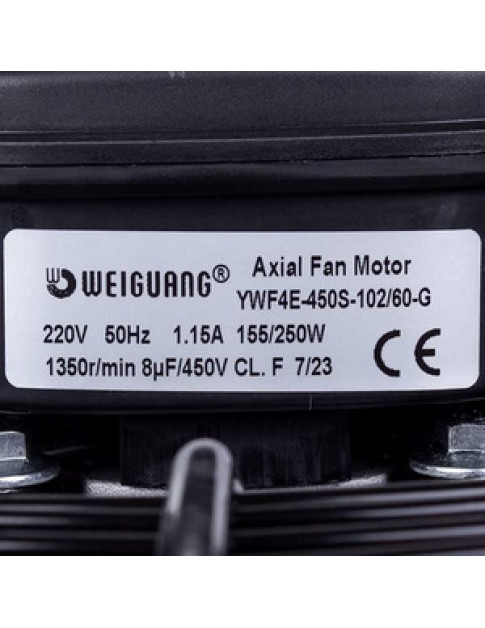 WEIGUANG® Axial Fan Motor
YWF4E-450S-102/60-G
220V 50Hz 1.15A 155/250W
1350r/min 8µF/450V CL. F 7/23 CE